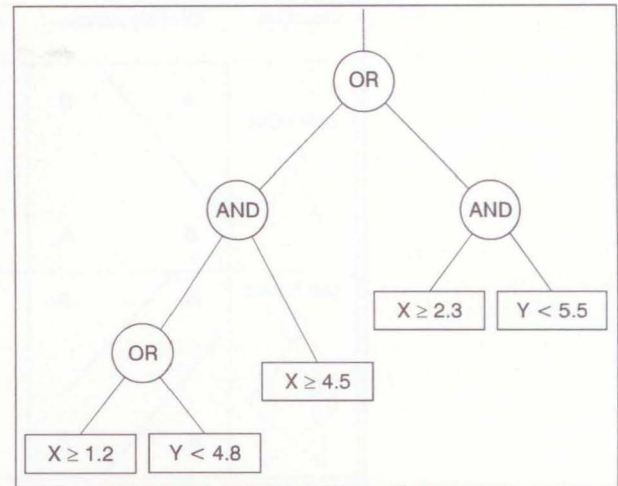 OR
AND
AND
X ≥ 2.3
Y < 5.5
OR
X ≥ 4.5
X ≥ 1.2
Y < 4.8